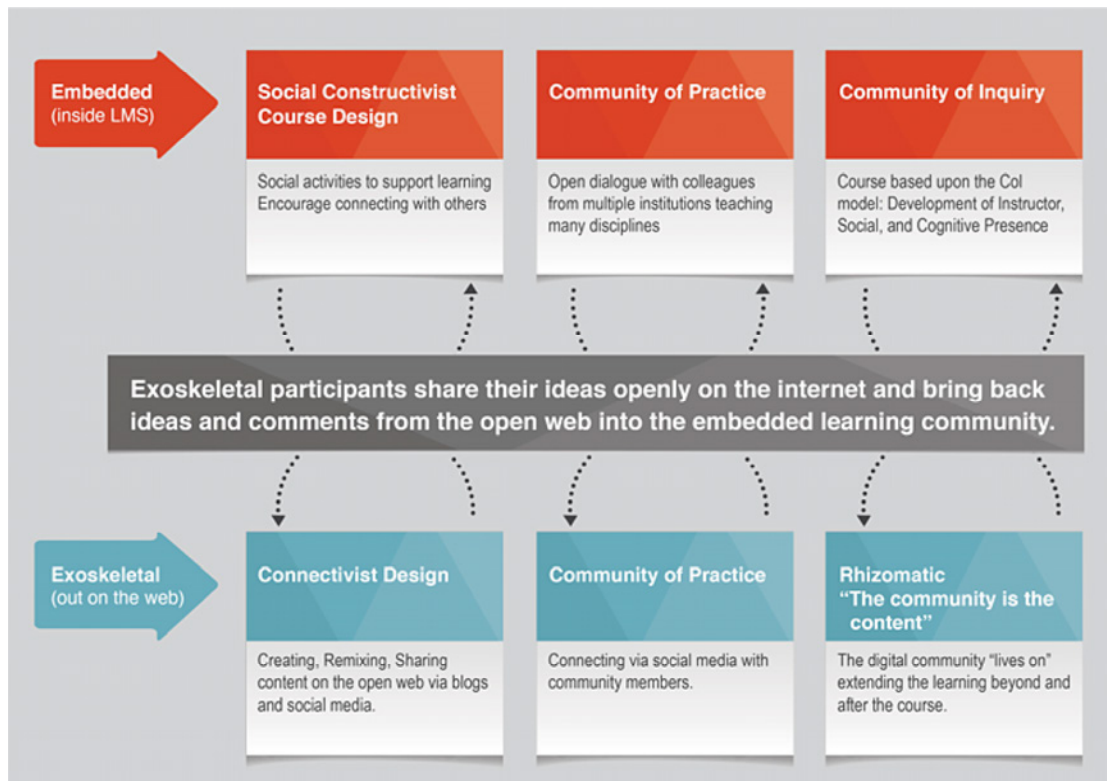 Embedded
(inside LMS)
Social Constructivist
Course Design
Social activities to support learning
Encourage connecting with others
Community of Practice
Open dialogue with colleagues
from multiple institutions teaching
many disciplines
Community of Inquiry
Course based upon the CoI
model: Development of Instructor,
Social, and Cognitive Presence
Exoskeletal participants share their ideas openly on the internet and bring back
ideas and comments from the open web into the embedded learning community.
Exoskeletal
(out on the web)
Connectivist Design
Creating, Remixing, Sharing
content on the open web via blogs
and social media.
Community of Practice
Connecting via social media with
community members.
Rhizomatic
“The community is the
content”
The digital community “lives on”
extending the learning beyond and
after the course.